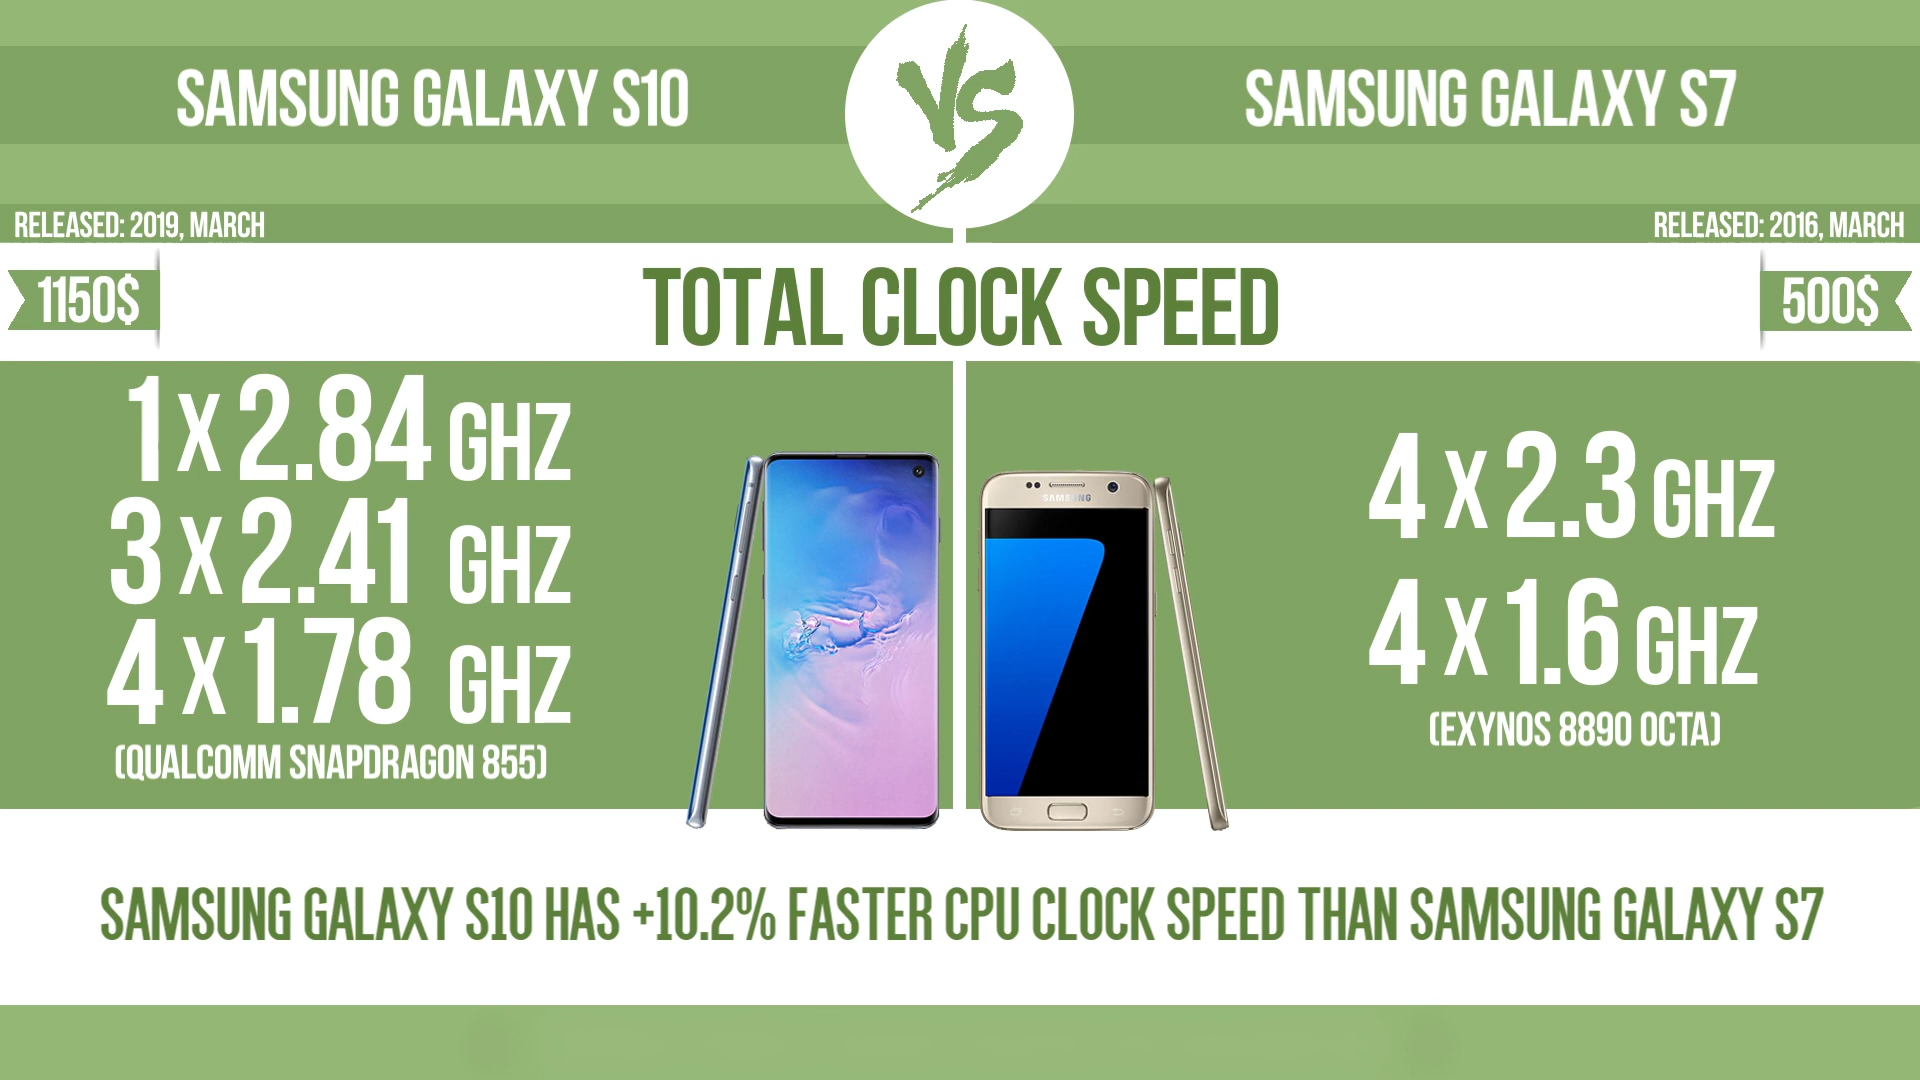 SAMSUNG GALAXY S10
VS
SAMSUNG GALAXY S7
RELEASED: 2019, MARCH
RELEASED: 2016, MARCH
1150$
TOTAL CLOCK SPEED
500$
1 X 2.84 GHZ
3 X 2.41 GHZ
4 X 1.78 GHZ
(QUALCOMM SNAPDRAGON 855)
SAMSUNG
4 X 2.3 GHZ
4 X 1.6 GHZ
(EXYNOS 8890 OCTA)
SAMSUNG GALAXY S10 HAS +10.2% FASTER CPU CLOCK SPEED THAN SAMSUNG GALAXY S7